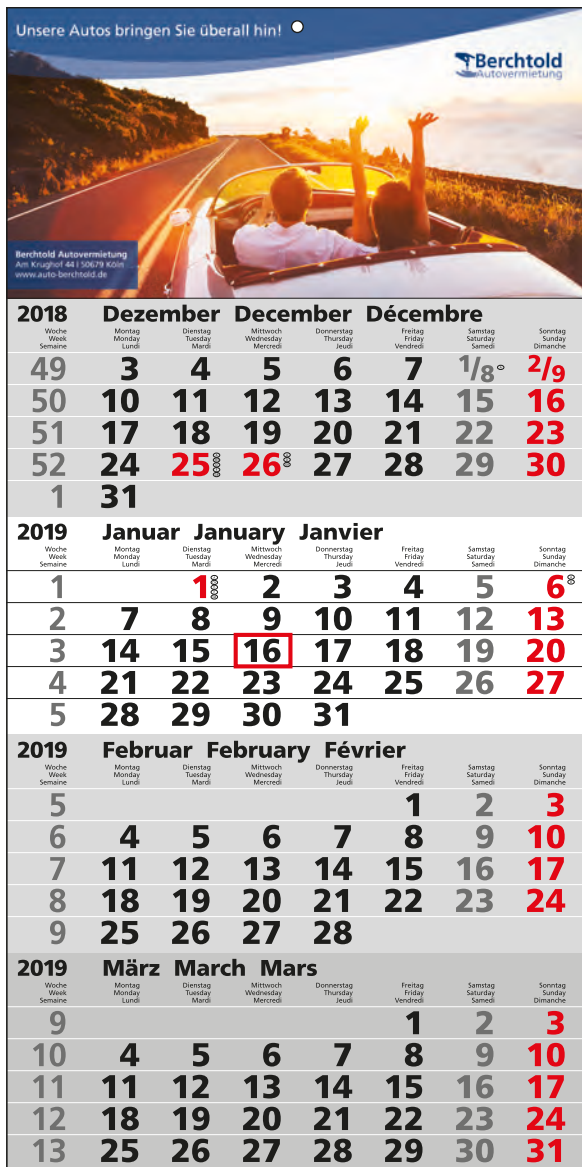 Unsere Autos bringen Sie überall hin!
Berchtold
Autovermietung
Berchtold Autovermietung
Am Krughof 44 | 50679 Köln
www.auto-berchtold.de
2018 Dezember December Décembre
Woche Montag Dienstag Mittwoch Donnerstag Freitag Samstag Sonntag
Week Monday Tuesday Wednesday Thursday Friday Saturday Sunday
Semaine Lundi Mardi Mercredi Jeudi Vendredi Samedi Dimanche
49 3 4 5 6 7 1/8 2/9
50 10 11 12 13 14 15 16
51 17 18 19 20 21 22 23
52 24 25 26 27 28 29 30
1 31
2019 Januar January Janvier
Woche Montag Dienstag Mittwoch Donnerstag Freitag Samstag Sonntag
Week Monday Tuesday Wednesday Thursday Friday Saturday Sunday
Semaine Lundi Mardi Mercredi Jeudi Vendredi Samedi Dimanche
1 1 2 3 4 5 6
2 7 8 9 10 11 12 13
3 14 15 16 17 18 19 20
4 21 22 23 24 25 26 27
5 28 29 30 31
2019 Februar February Février
Woche Montag Dienstag Mittwoch Donnerstag Freitag Samstag Sonntag
Week Monday Tuesday Wednesday Thursday Friday Saturday Sunday
Semaine Lundi Mardi Mercredi Jeudi Vendredi Samedi Dimanche
5 1 2 3
6 4 5 6 7 8 9 10
7 11 12 13 14 15 16 17
8 18 19 20 21 22 23 24
9 25 26 27 28
2019 März March Mars
Woche Montag Dienstag Mittwoch Donnerstag Freitag Samstag Sonntag
Week Monday Tuesday Wednesday Thursday Friday Saturday Sunday
Semaine Lundi Mardi Mercredi Jeudi Vendredi Samedi Dimanche
9 1 2 3
10 4 5 6 7 8 9 10
11 11 12 13 14 15 16 17
12 18 19 20 21 22 23 24
13 25 26 27 28 29 30 31